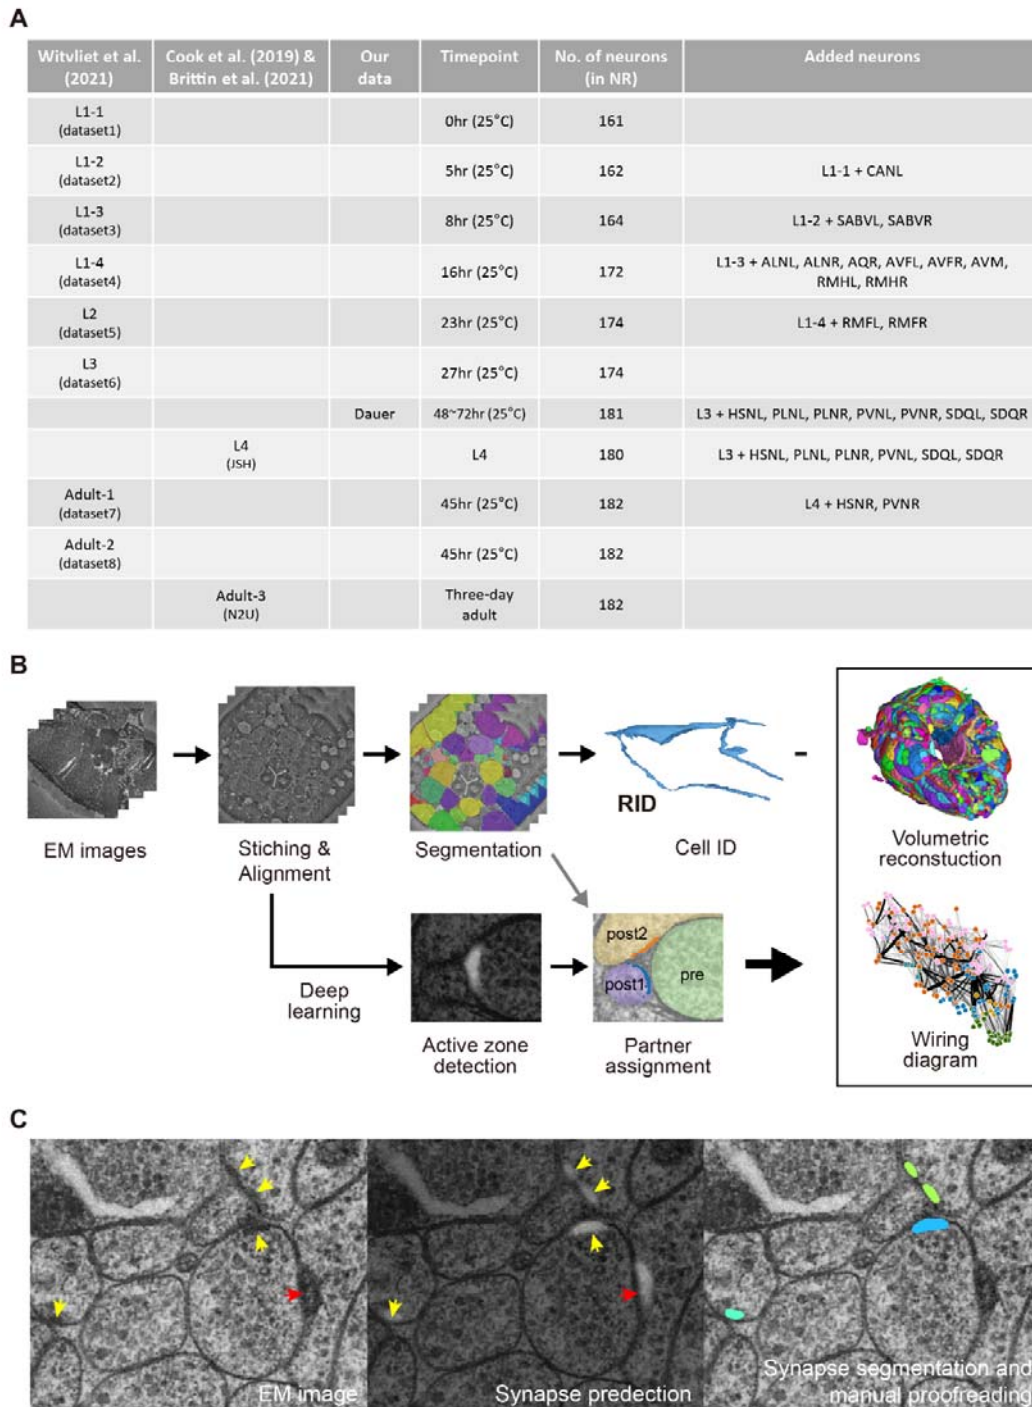 A
Witvliet et al. (2021) | Cook et al. (2019) & Brittin et al. (2021) | Our data | Timepoint | No. of neurons (in NR) | Added neurons
L1-1 (dataset1) | 0hr (25°C) | 161
L1-2 (dataset2) | 5hr (25°C) | 162 | L1-1 + CANL
L1-3 (dataset3) | 8hr (25°C) | 164 | L1-2 + SABVL, SABVR
L1-4 (dataset4) | 16hr (25°C) | 172 | L1-3 + ALNL, ALNR, AQR, AVFL, AVFR, AVM, RMHL, RMHR
L2 (dataset5) | 23hr (25°C) | 174 | L1-4 + RMFL, RMFR
L3 (dataset6) | 27hr (25°C) | 174
Dauer | 48~72hr (25°C) | 181 | L3 + HSNL, PLNL, PLNR, PVNL, PVNR, SDQL, SDQR
L4 (JSH) | L4 | 180 | L3 + HSNL, PLNL, PLNR, PVNL, SDQL, SDQR
Adult-1 (dataset7) | 45hr (25°C) | 182 | L4 + HSNR, PVNR
Adult-2 (dataset8) | 45hr (25°C) | 182
Adult-3 (N2U) | Three-day adult | 182
B
EM images
Stiching & Alignment
Segmentation
RID
Cell ID
Volumetric reconstuction
Deep learning
Active zone detection
post2
post1
pre
Partner assignment
Wiring diagram
C
EM image
Synapse predection
Synapse segmentation and manual proofreading